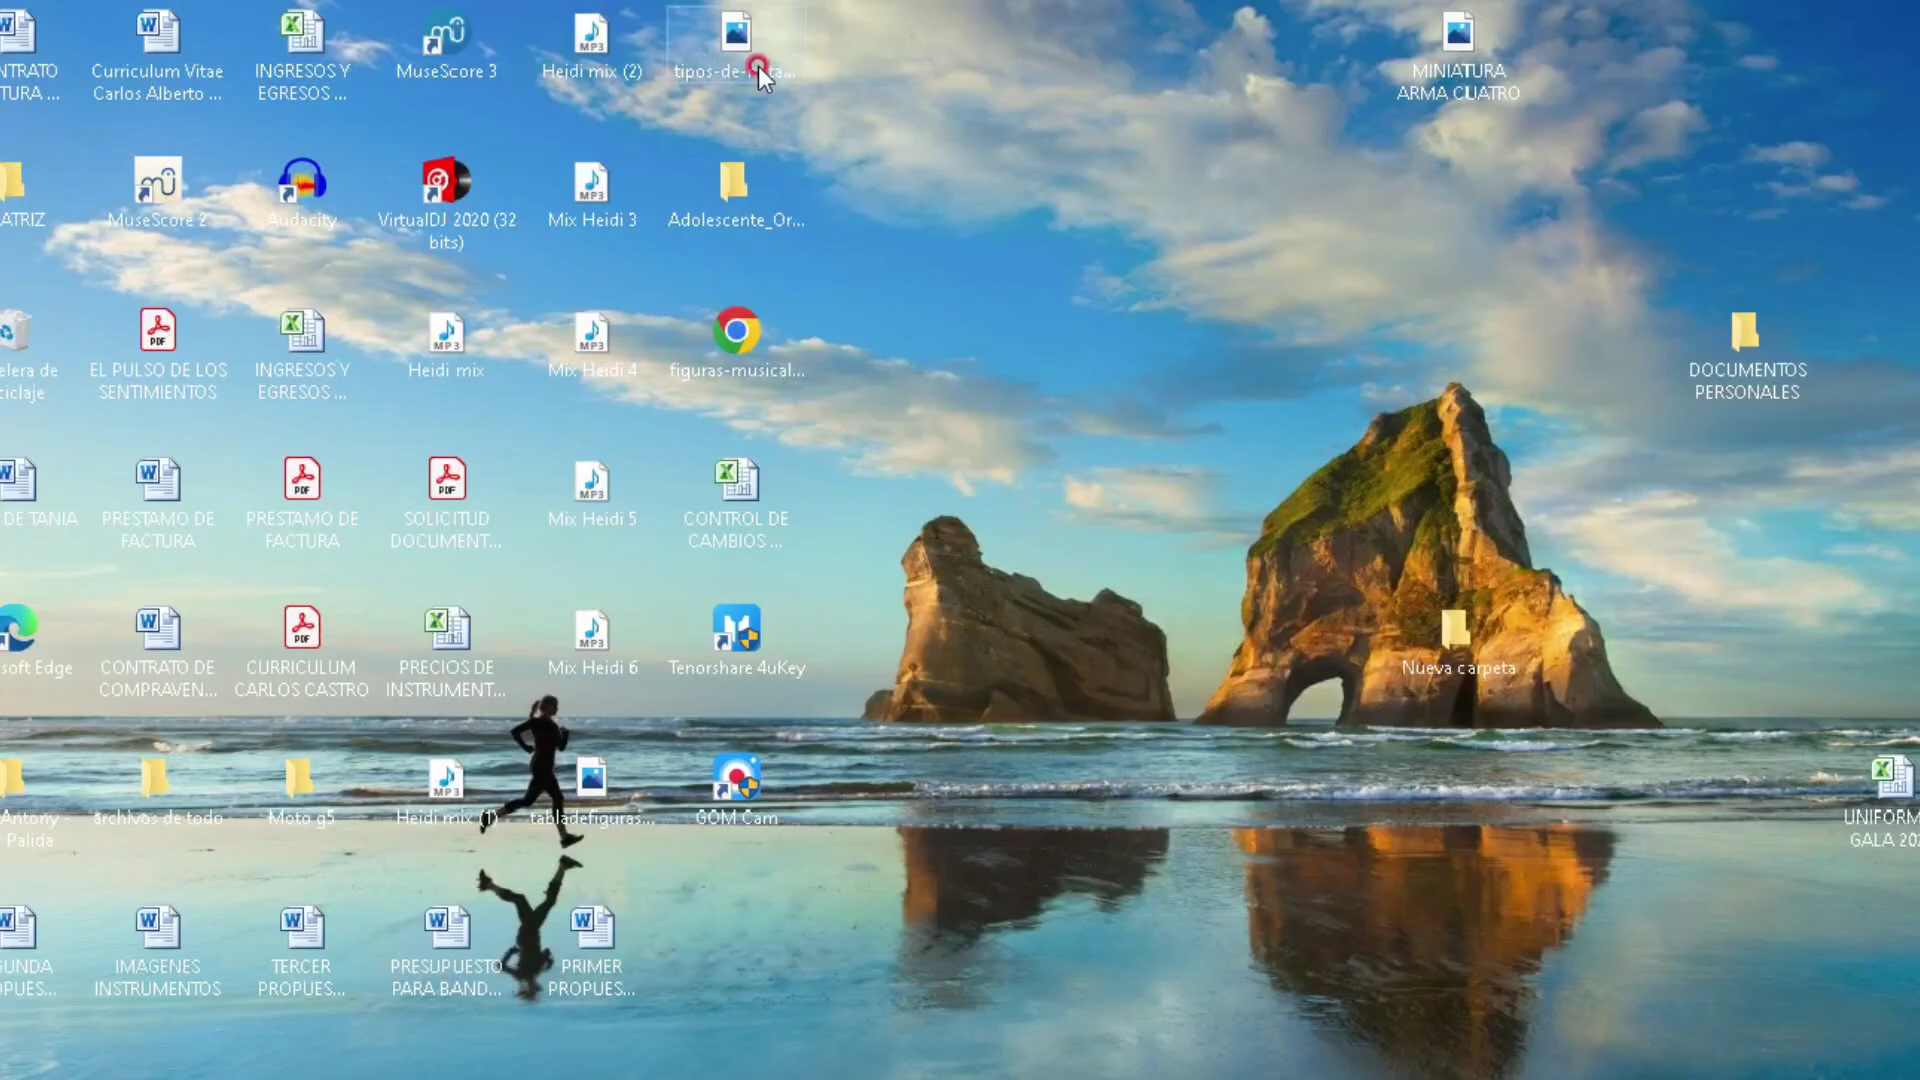 NTRATO
TURA ...
Curriculum Vitae
Carlos Alberto ...
INGRESOS Y
EGRESOS ...
MuseScore 3
Heidi mix (2)
MINIATURA
ARMA CUATRO
ATRIZ
MuseScore 2
Audacity
VirtualDJ 2020 (32
bits)
Mix Heidi 3
Adolescente_Or...
elera de
ciclaje
EL PULSO DE LOS
SENTIMIENTOS
INGRESOS Y
EGRESOS ...
Heidi mix
Mix Heidi 4
figuras-musical...
DOCUMENTOS
PERSONALES
DE TANIA
PRESTAMO DE
FACTURA
PRESTAMO DE
FACTURA
SOLICITUD
DOCUMENT...
Mix Heidi 5
CONTROL DE
CAMBIOS ...
soft Edge
CONTRATO DE
COMPRAVEN...
CURRICULUM
CARLOS CASTRO
PRECIOS DE
INSTRUMENT...
Mix Heidi 6
Tenorshare 4uKey
Nueva carpeta
Antony -
Palida
archivos de todo
Moto g5
Heidi mix (1)
tabladefiguras...
GOM Cam
UNIFORM
GALA 20
GUNDA
OPUES...
IMAGENES
INSTRUMENTOS
TERCER
PROPUES...
PRESUPUESTO
PARA BAND...
PRIMER
PROPUES...